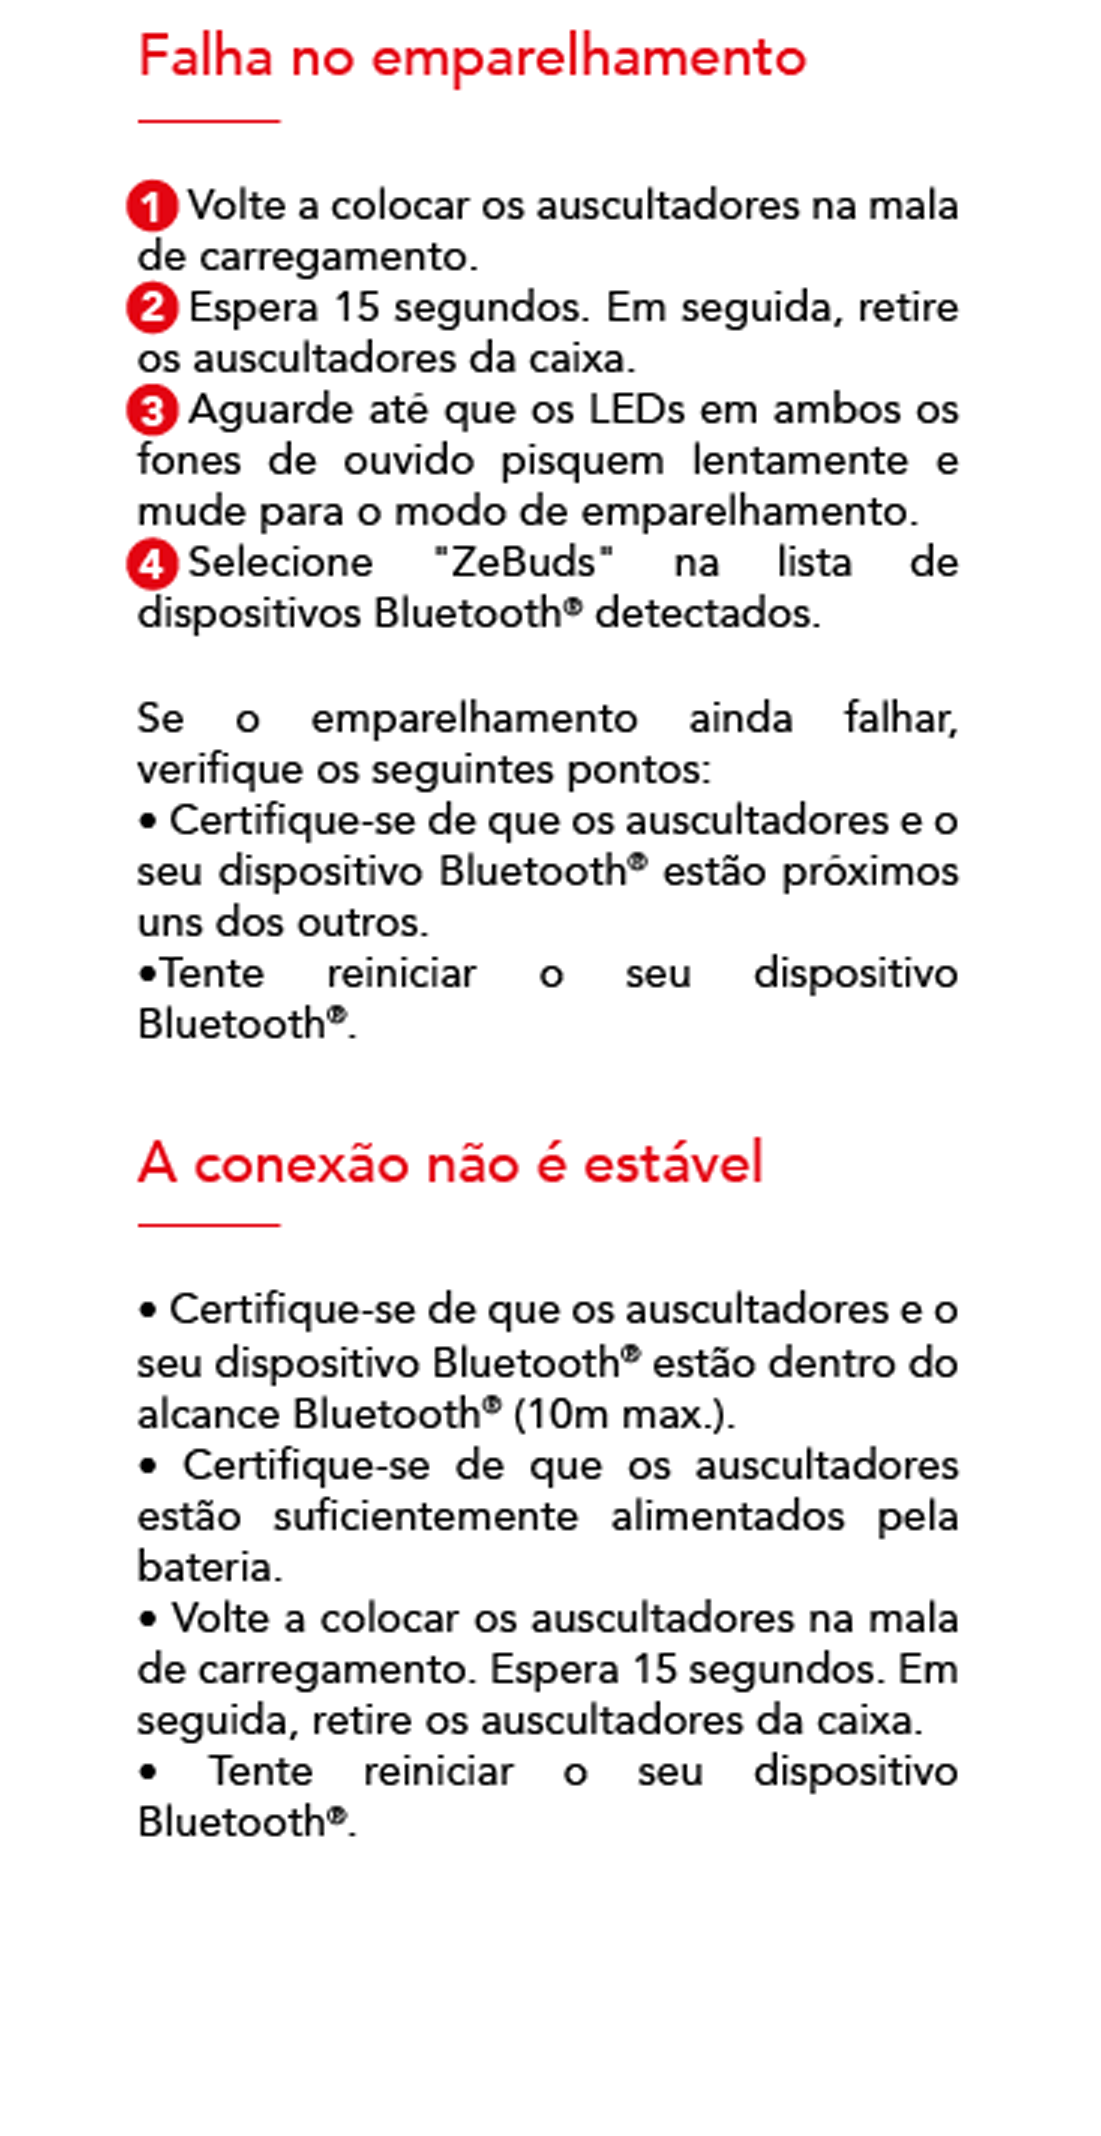 Falha no emparelhamento
1 Volte a colocar os auscultadores na mala
de carregamento.
2 Espera 15 segundos. Em seguida, retire
os auscultadores da caixa.
3 Aguarde até que os LEDs em ambos os
fones de ouvido pisquem lentamente e
mude para o modo de emparelhamento.
4 Selecione "ZeBuds" na lista de
dispositivos Bluetooth® detectados.
Se o emparelhamento ainda falhar,
verifique os seguintes pontos:
• Certifique-se de que os auscultadores e o
seu dispositivo Bluetooth® estão próximos
uns dos outros.
•Tente reiniciar o seu dispositivo
Bluetooth®.
A conexão não é estável
• Certifique-se de que os auscultadores e o
seu dispositivo Bluetooth® estão dentro do
alcance Bluetooth® (10m max.).
• Certifique-se de que os auscultadores
estão suficientemente alimentados pela
bateria.
• Volte a colocar os auscultadores na mala
de carregamento. Espera 15 segundos. Em
seguida, retire os auscultadores da caixa.
• Tente reiniciar o seu dispositivo
Bluetooth®.